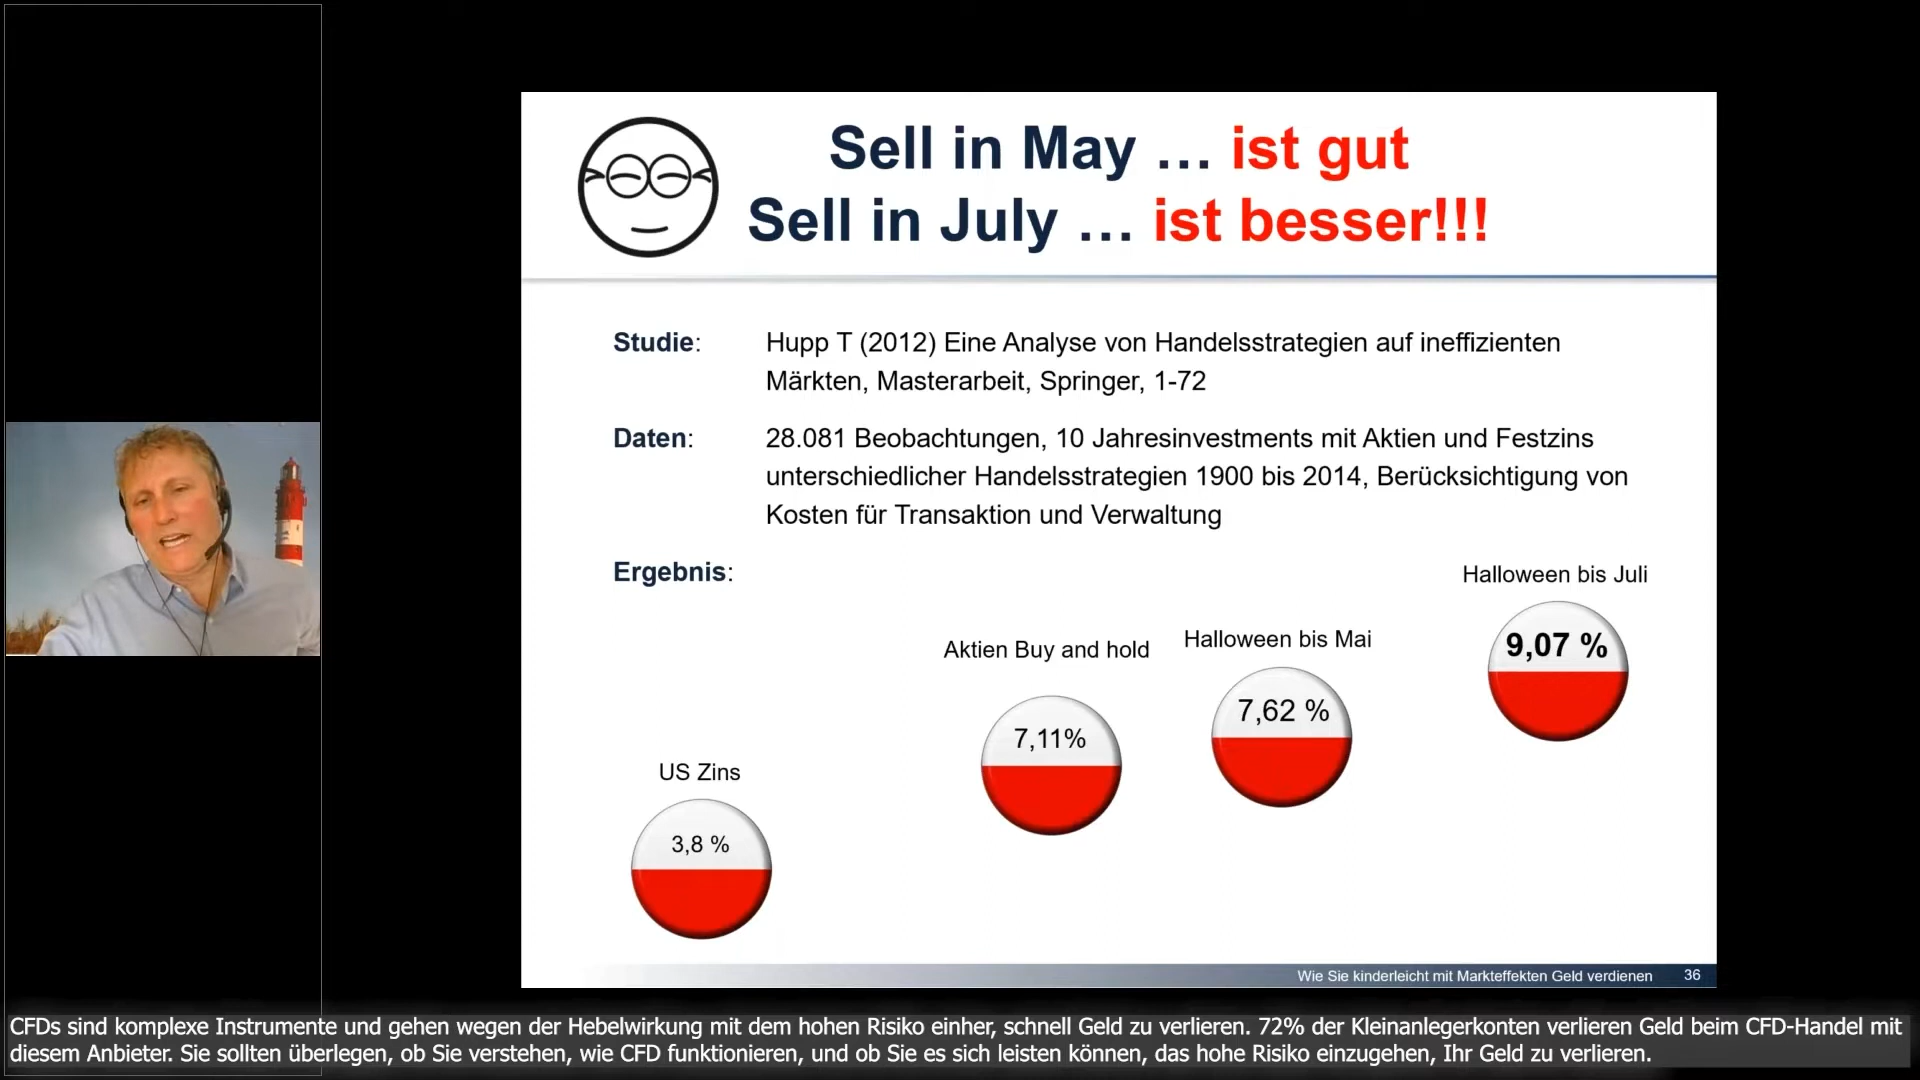 Sell in May … ist gut
Sell in July … ist besser!!!
Studie:
Hupp T (2012) Eine Analyse von Handelsstrategien auf ineffizienten
Märkten, Masterarbeit, Springer, 1-72
Daten:
28.081 Beobachtungen, 10 Jahresinvestments mit Aktien und Festzins
unterschiedlicher Handelsstrategien 1900 bis 2014, Berücksichtigung von
Kosten für Transaktion und Verwaltung
Ergebnis:
Halloween bis Juli
9,07 %
Halloween bis Mai
7,62 %
Aktien Buy and hold
7,11%
US Zins
3,8 %
Wie Sie kinderleicht mit Markteffekten Geld verdienen 36
CFDs sind komplexe Instrumente und gehen wegen der Hebelwirkung mit dem hohen Risiko einher, schnell Geld zu verlieren. 72% der Kleinanlegerkonten verlieren Geld beim CFD-Handel mit
diesem Anbieter. Sie sollten überlegen, ob Sie verstehen, wie CFD funktionieren, und ob Sie es sich leisten können, das hohe Risiko einzugehen, Ihr Geld zu verlieren.